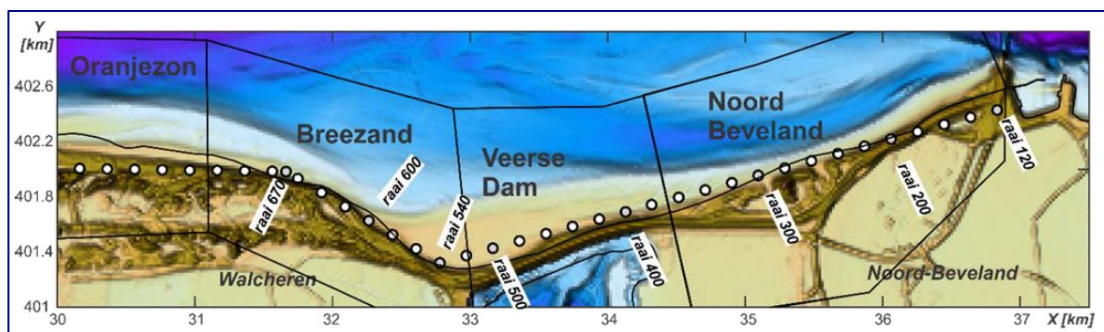 Y
[km]
402.6
402.2
401.8
401.4
401
Oranjezon
Breezand
Veerse
Dam
Noord
Beveland
raai 670
raai 600
raai 540
raai 500
raai 400
raai 300
raai 200
raai 120
Walcheren
Noord-Beveland
30
31
32
33
34
35
36
37
X [km]